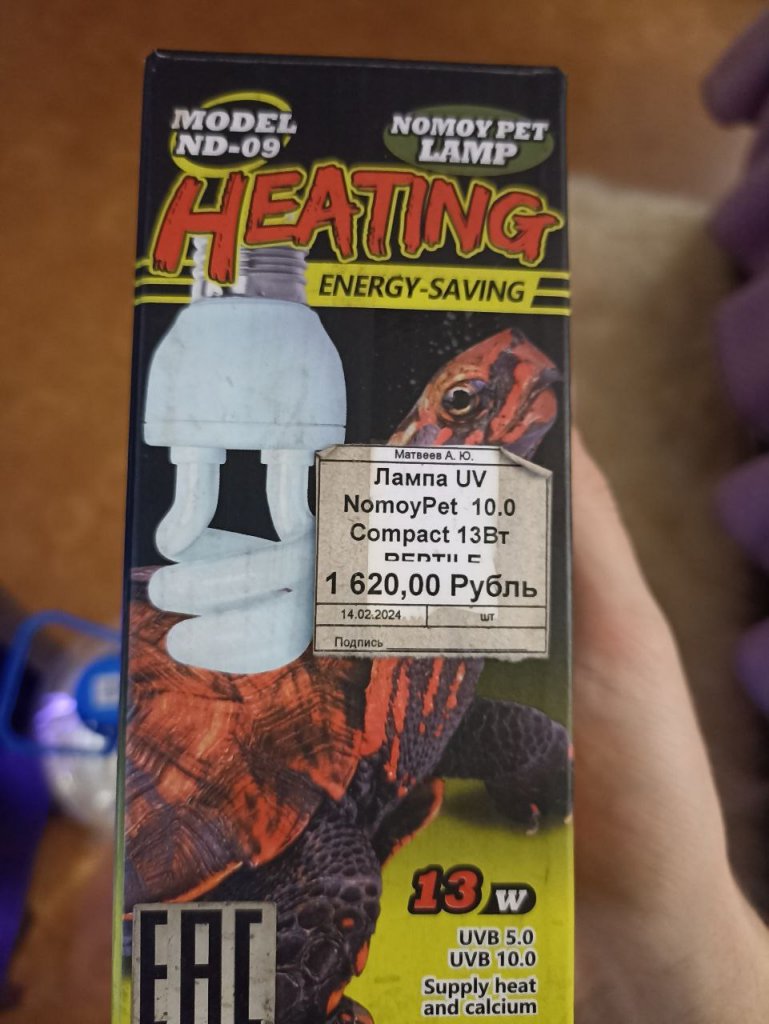 MODEL
ND-09
NOMOY PET
LAMP
HEATING
ENERGY-SAVING
Матвеев А. Ю.
Лампа UV
NomoyPet 10.0
Compact 13Вт
REPTILE
1 620,00 Рубль
14.02.2024 шт
Подпись
13 W
UVB 5.0
UVB 10.0
Supply heat
and calcium
EAC